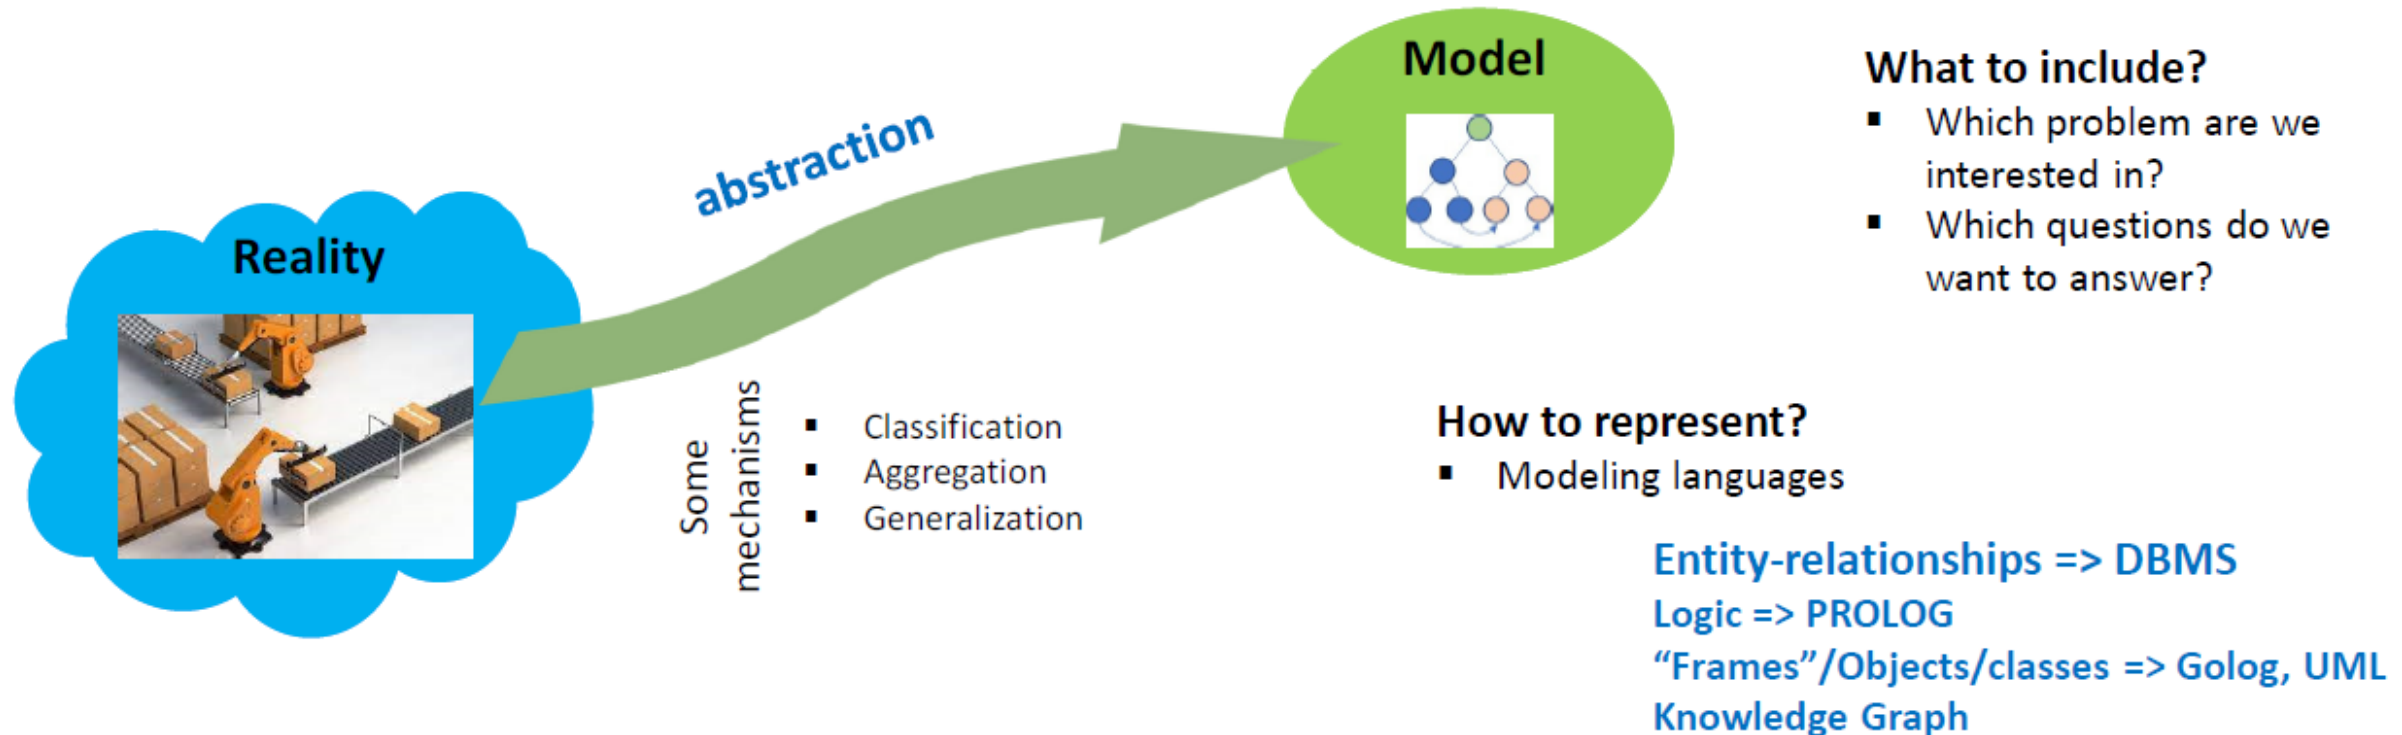 Reality
abstraction
Model
What to include?
▪ Which problem are we
interested in?
▪ Which questions do we
want to answer?
Some
mechanisms
▪ Classification
▪ Aggregation
▪ Generalization
How to represent?
▪ Modeling languages
Entity-relationships => DBMS
Logic => PROLOG
“Frames”/Objects/classes => Golog, UML
Knowledge Graph